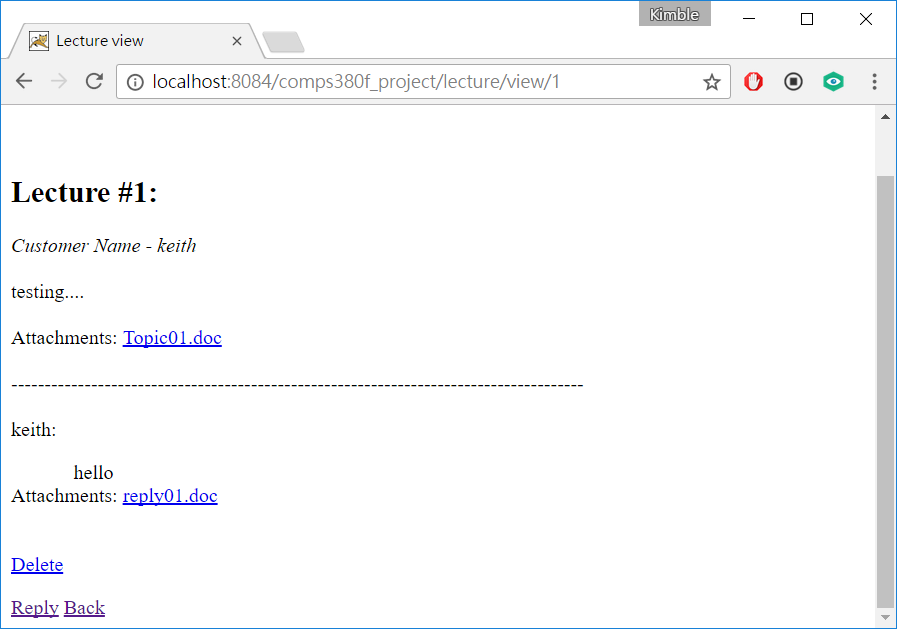 Kimble
Lecture view
localhost:8084/comps380f_project/lecture/view/1
Lecture #1:
Customer Name - keith
testing....
Attachments: Topic01.doc
--------------------------------------------------------------------------------------
keith:
hello
Attachments: reply01.doc
Delete
Reply Back